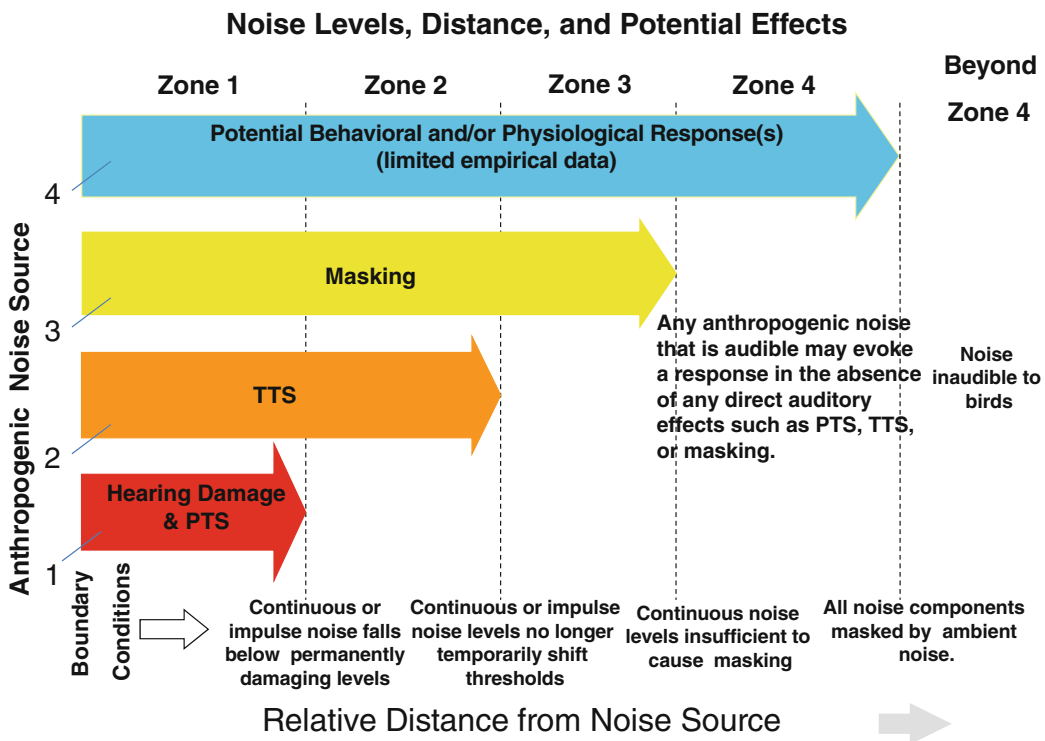 Noise Levels, Distance, and Potential Effects
Zone 1
Zone 2
Zone 3
Zone 4
Beyond
Zone 4
Potential Behavioral and/or Physiological Response(s)
(limited empirical data)
4
Masking
3
Any anthropogenic noise
that is audible may evoke
a response in the absence
of any direct auditory
effects such as PTS, TTS,
or masking.
Noise
inaudible to
birds
TTS
2
Hearing Damage
& PTS
1
Anthropogenic Noise Source
Boundary
Conditions
Continuous or
impulse noise falls
below permanently
damaging levels
Continuous or impulse
noise levels no longer
temporarily shift
thresholds
Continuous noise
levels insufficient to
cause masking
All noise components
masked by ambient
noise.
Relative Distance from Noise Source